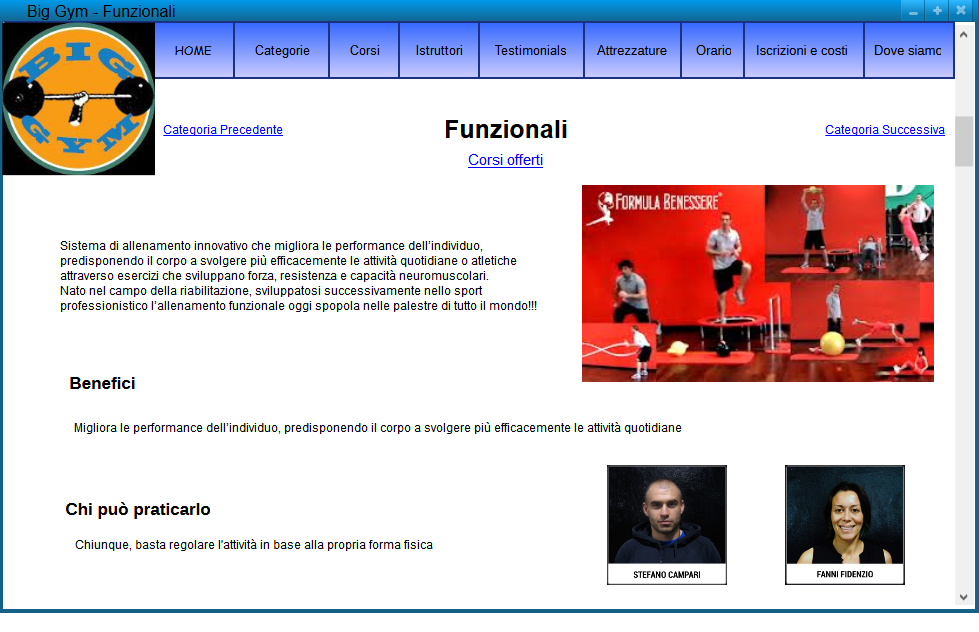 Big Gym - Funzionali
BIG
GYM
HOME
Categorie
Corsi
Istruttori
Testimonials
Attrezzature
Orario
Iscrizioni e costi
Dove siamo
Categoria Precedente
Funzionali
Categoria Successiva
Corsi offerti
FORMULA BENESSERE
Sistema di allenamento innovativo che migliora le performance dell'individuo,
predisponendo il corpo a svolgere più efficacemente le attività quotidiane o atletiche
attraverso esercizi che sviluppano forza, resistenza e capacità neuromuscolari.
Nato nel campo della riabilitazione, sviluppatosi successivamente nello sport
professionistico l'allenamento funzionale oggi spopola nelle palestre di tutto il mondo!!!
Benefici
Migliora le performance dell'individuo, predisponendo il corpo a svolgere più efficacemente le attività quotidiane
Chi può praticarlo
Chiunque, basta regolare l'attività in base alla propria forma fisica
STEFANO CAMPARI
FANNI FIDENZIO